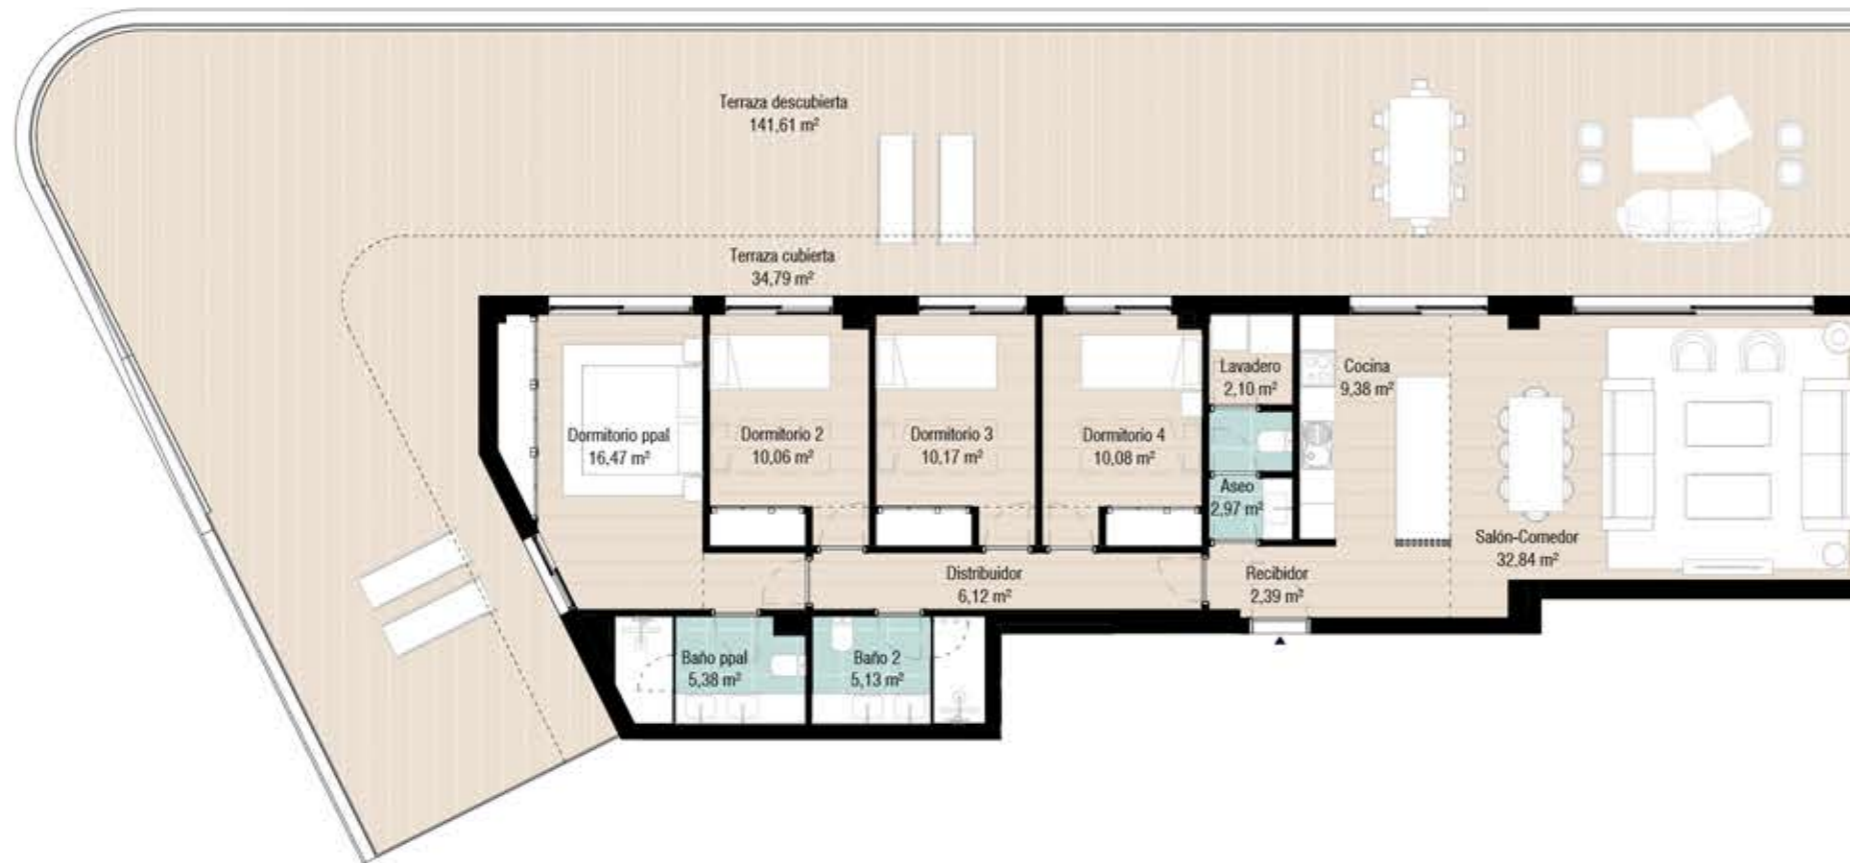 Terraza descubierta
141,61 m²
Terraza cubierta
34,79 m²
Dormitorio ppal
16,47 m²
Dormitorio 2
10,06 m²
Dormitorio 3
10,17 m²
Dormitorio 4
10,08 m²
Lavadero
2,10 m²
Cocina
9,38 m²
Aseo
2,97 m²
Salón-Comedor
32,84 m²
Distribuidor
6,12 m²
Recibidor
2,39 m²
Baño ppal
5,38 m²
Baño 2
5,13 m²